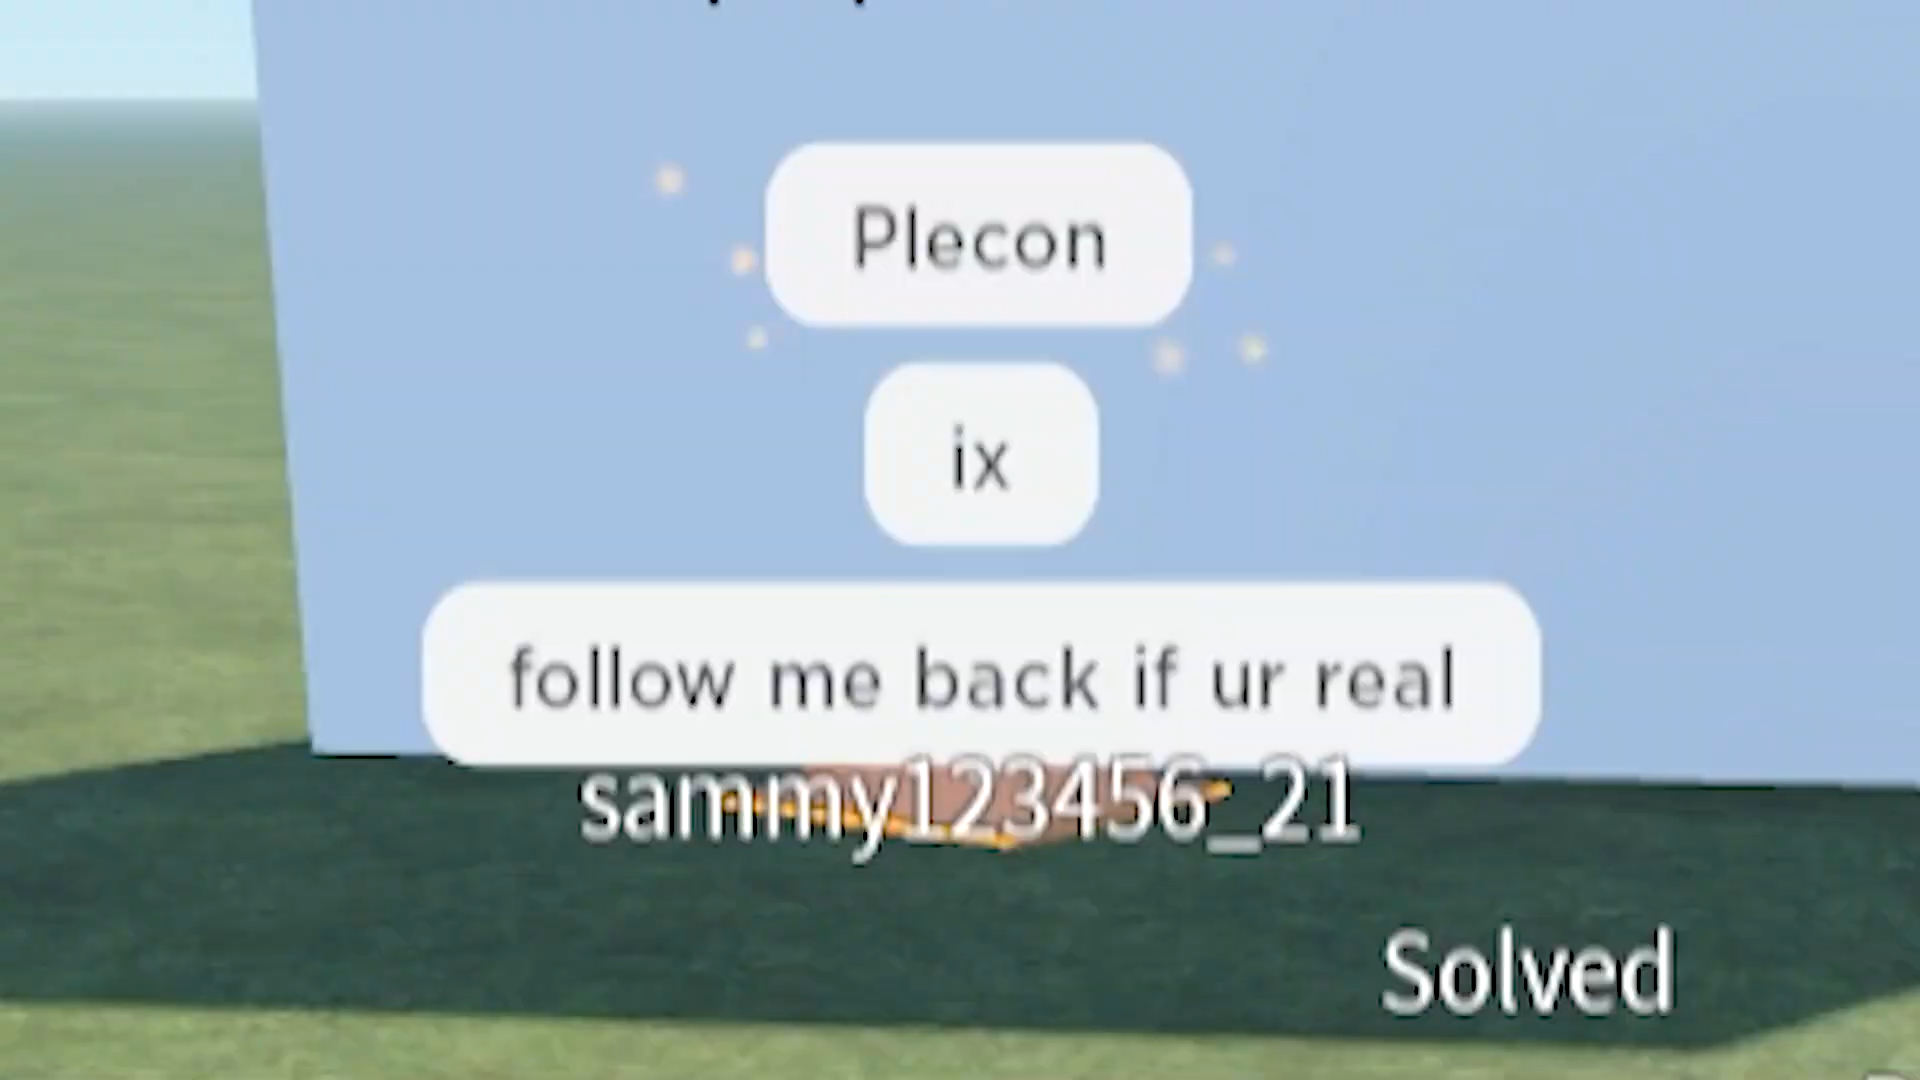 Plecon
ix
follow me back if ur real
sammy123456_21
Solved